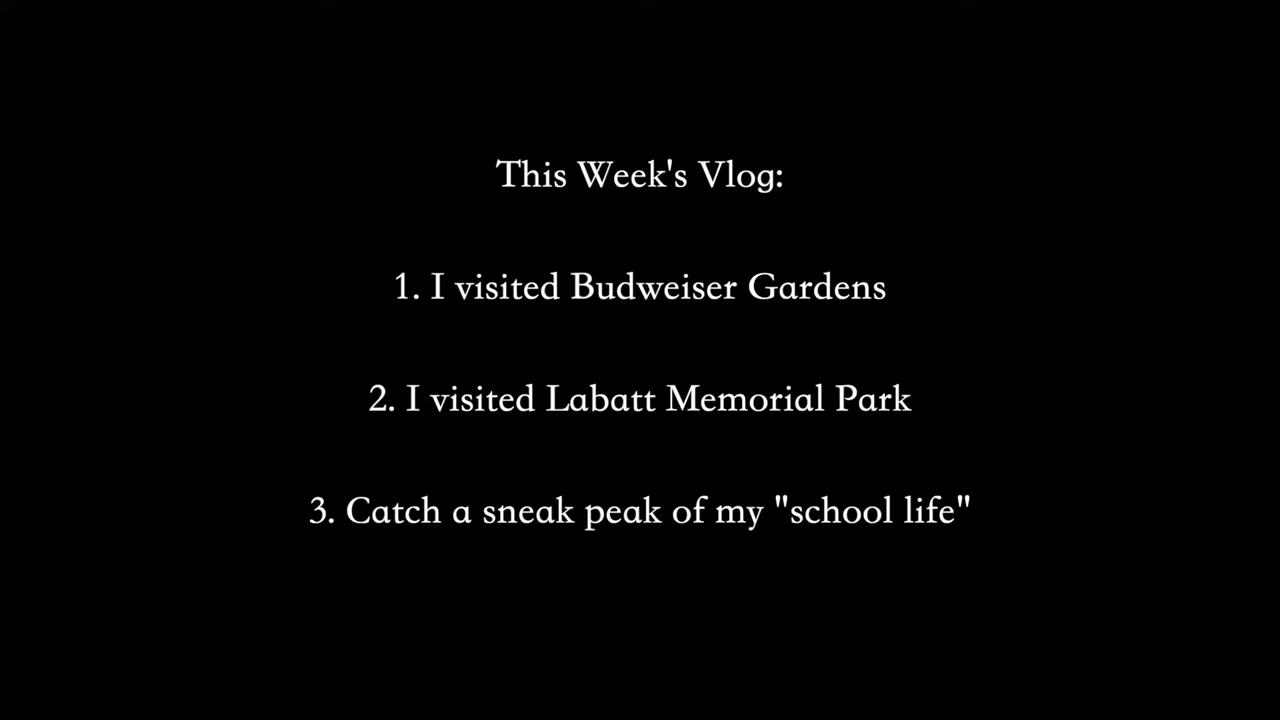 This Week's Vlog:
1. I visited Budweiser Gardens
2. I visited Labatt Memorial Park
3. Catch a sneak peak of my "school life"